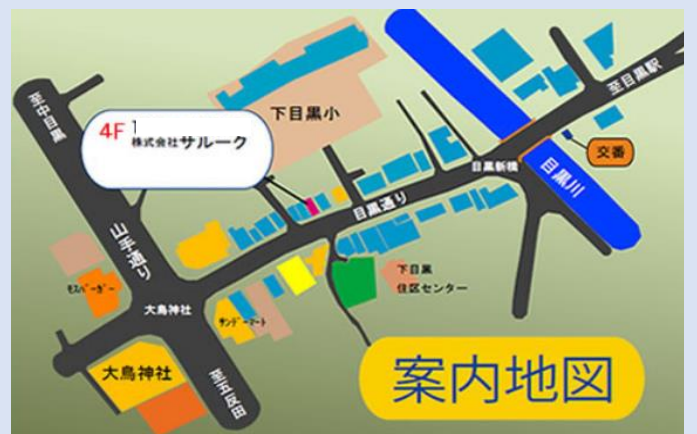 至中目黒
山手通り
4F
株式会社サルーク
下目黒小
至目黒駅
交番
目黒新橋
目黒川
目黒通り
モスバーガー
大鳥神社
サンデーマート
下目黒
住区センター
大鳥神社
至五反田
案内地図